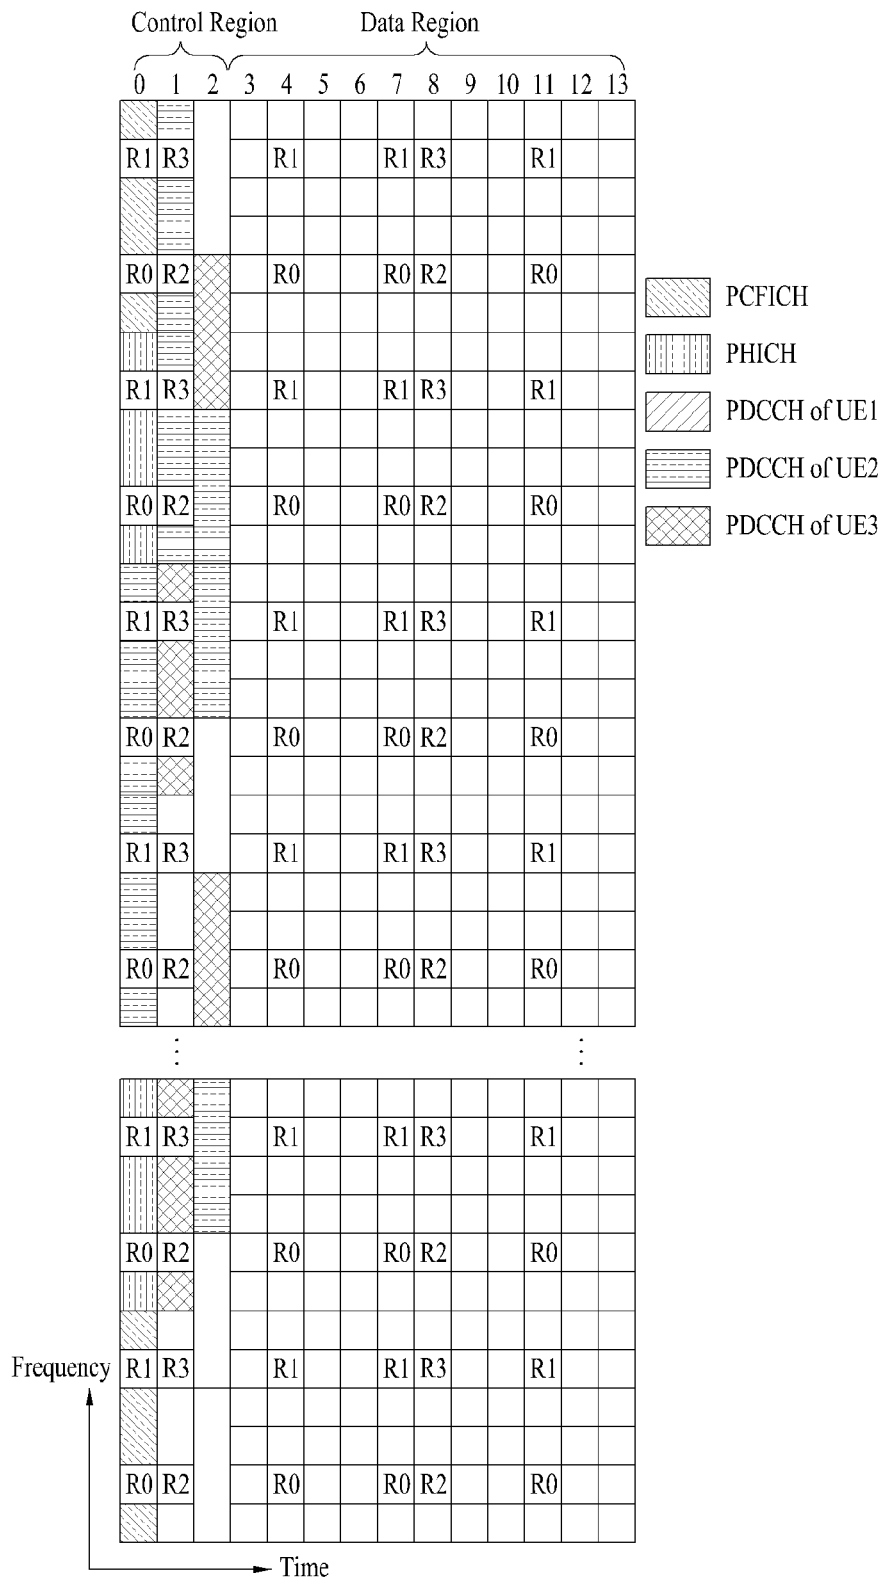 Control Region Data Region
0 1 2 3 4 5 6 7 8 9 10 11 12 13
R1 R3 R1 R1 R3 R1
R0 R2 R0 R0 R2 R0
PCFICH
PHICH
R1 R3 R1 R1 R3 R1
PDCCH of UE1
PDCCH of UE2
R0 R2 R0 R0 R2 R0
PDCCH of UE3
R1 R3 R1 R1 R3 R1
R0 R2 R0 R0 R2 R0
R1 R3 R1 R1 R3 R1
R0 R2 R0 R0 R2 R0
R1 R3 R1 R1 R3 R1
R0 R2 R0 R0 R2 R0
Frequency R1 R3 R1 R1 R3 R1
R0 R2 R0 R0 R2 R0
Time